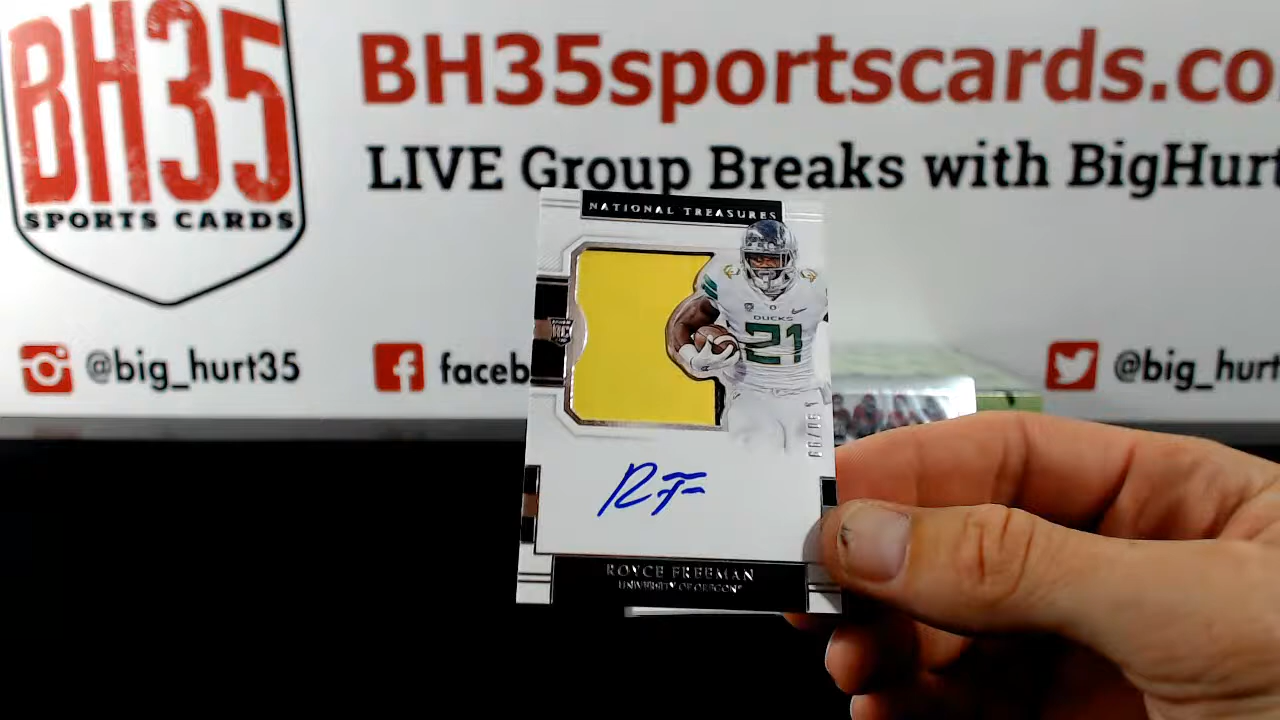 BH35
SPORTS CARDS
BH35sportscards.co
LIVE Group Breaks with BigHurt
@big_hurt35
faceb
@big_hurt
NATIONAL TREASURES
RC
DUCKS
21
ROYCE FREEMAN
UNIVERSITY OF OREGON